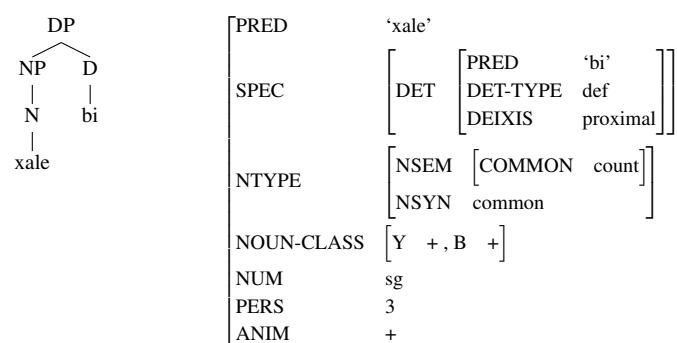 DP
NP D
N bi
xale
PRED ‘xale’
SPEC DET PRED ‘bi’
DET-TYPE def
DEIXIS proximal
NTYPE NSEM COMMON count
NSYN common
NOUN-CLASS [Y + , B +]
NUM sg
PERS 3
ANIM +